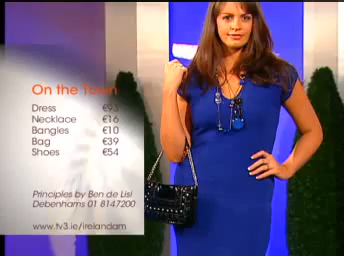 On the Town
Dress €95
Necklace €16
Bangles €10
Bag €39
Shoes €54
Principles by Ben de Lisi
Debenhams 01 8147200
www.tv3.ie/irelandam